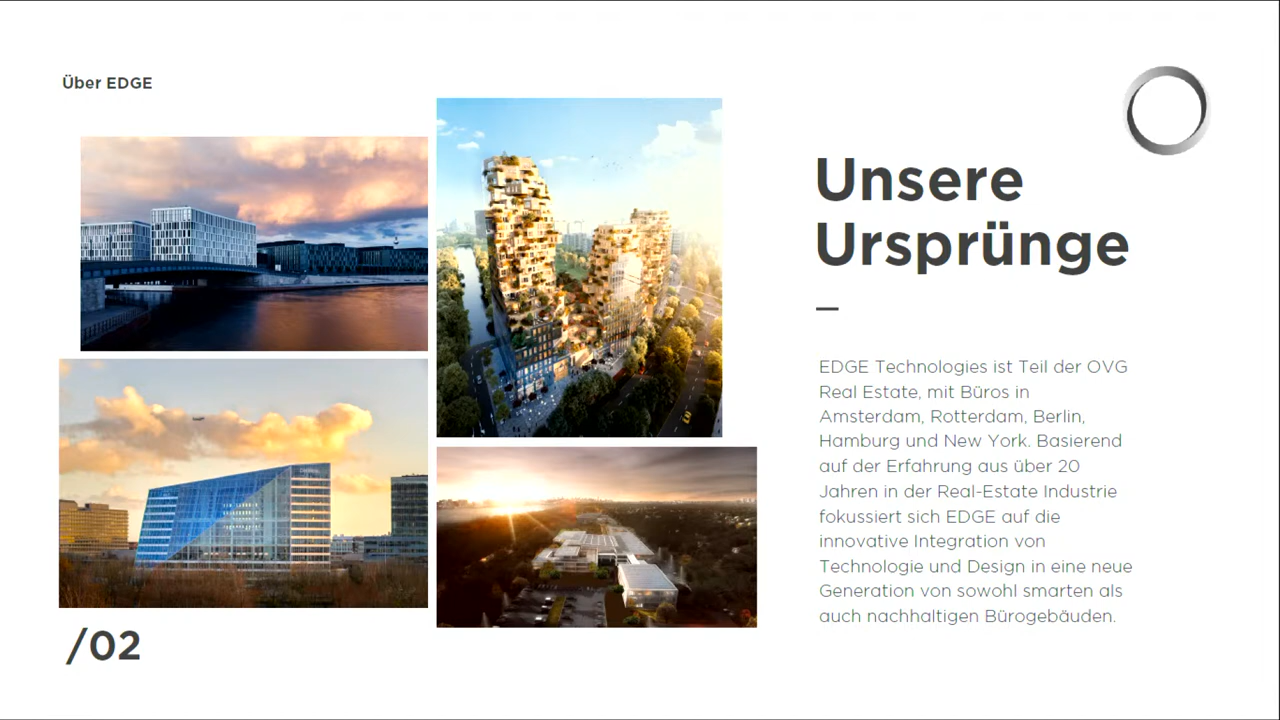 Über EDGE
Unsere
Ursprünge
EDGE Technologies ist Teil der OVG
Real Estate, mit Büros in
Amsterdam, Rotterdam, Berlin,
Hamburg und New York. Basierend
auf der Erfahrung aus über 20
Jahren in der Real-Estate Industrie
fokussiert sich EDGE auf die
innovative Integration von
Technologie und Design in eine neue
Generation von sowohl smarten als
auch nachhaltigen Bürogebäuden.
/02